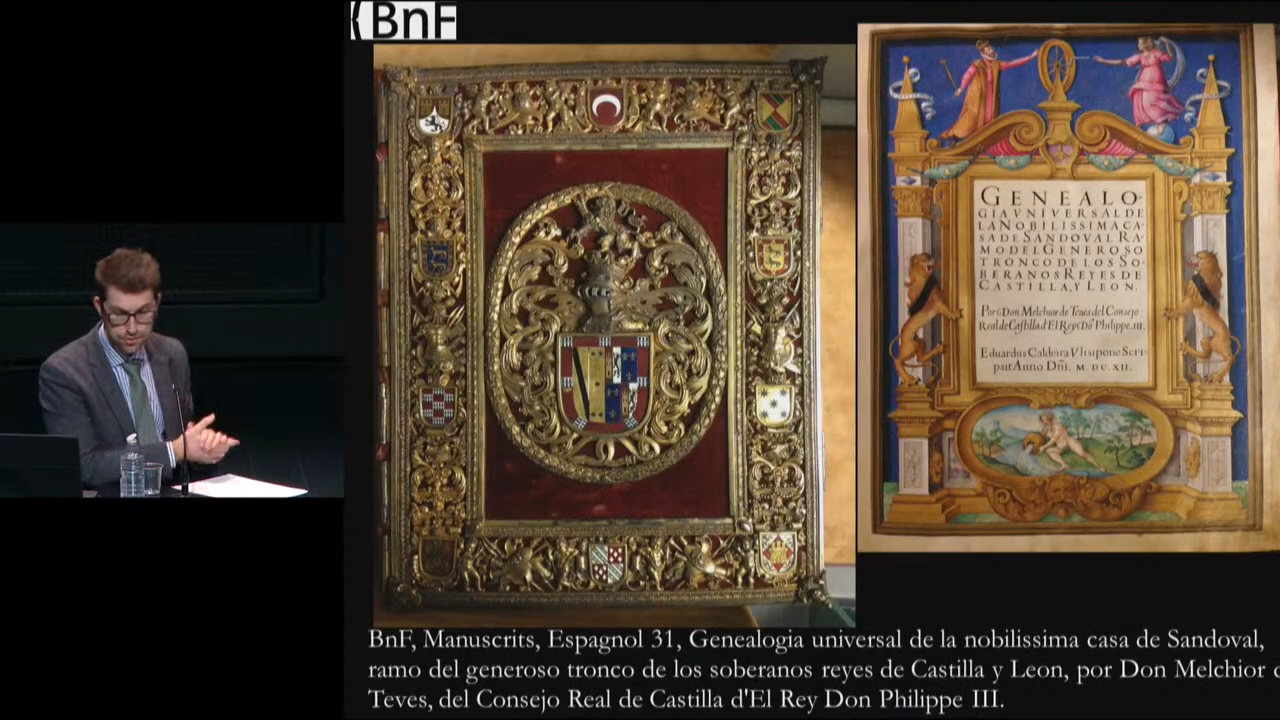 BnF
GENEALO-
GIA VNIVERSAL DE
LA NOBILISSIMA CA-
SA DE SANDOVAL RA-
MO DEL GENEROSO
TRONCO DE LOS SO-
BERANOS REYES DE
CASTILLA, Y LEON.
Don Melchior de Teues del Consejo
Real de Castilla d'El Rey Dõ Philippe. III.
Eduardus Caldeira Vlisipone Scri-
psit Anno Dñi. M. DC. XII.
BnF, Manuscrits, Espagnol 31, Genealogia universal de la nobilissima casa de Sandoval,
ramo del generoso tronco de los soberanos reyes de Castilla y Leon, por Don Melchior
Teves, del Consejo Real de Castilla d'El Rey Don Philippe III.